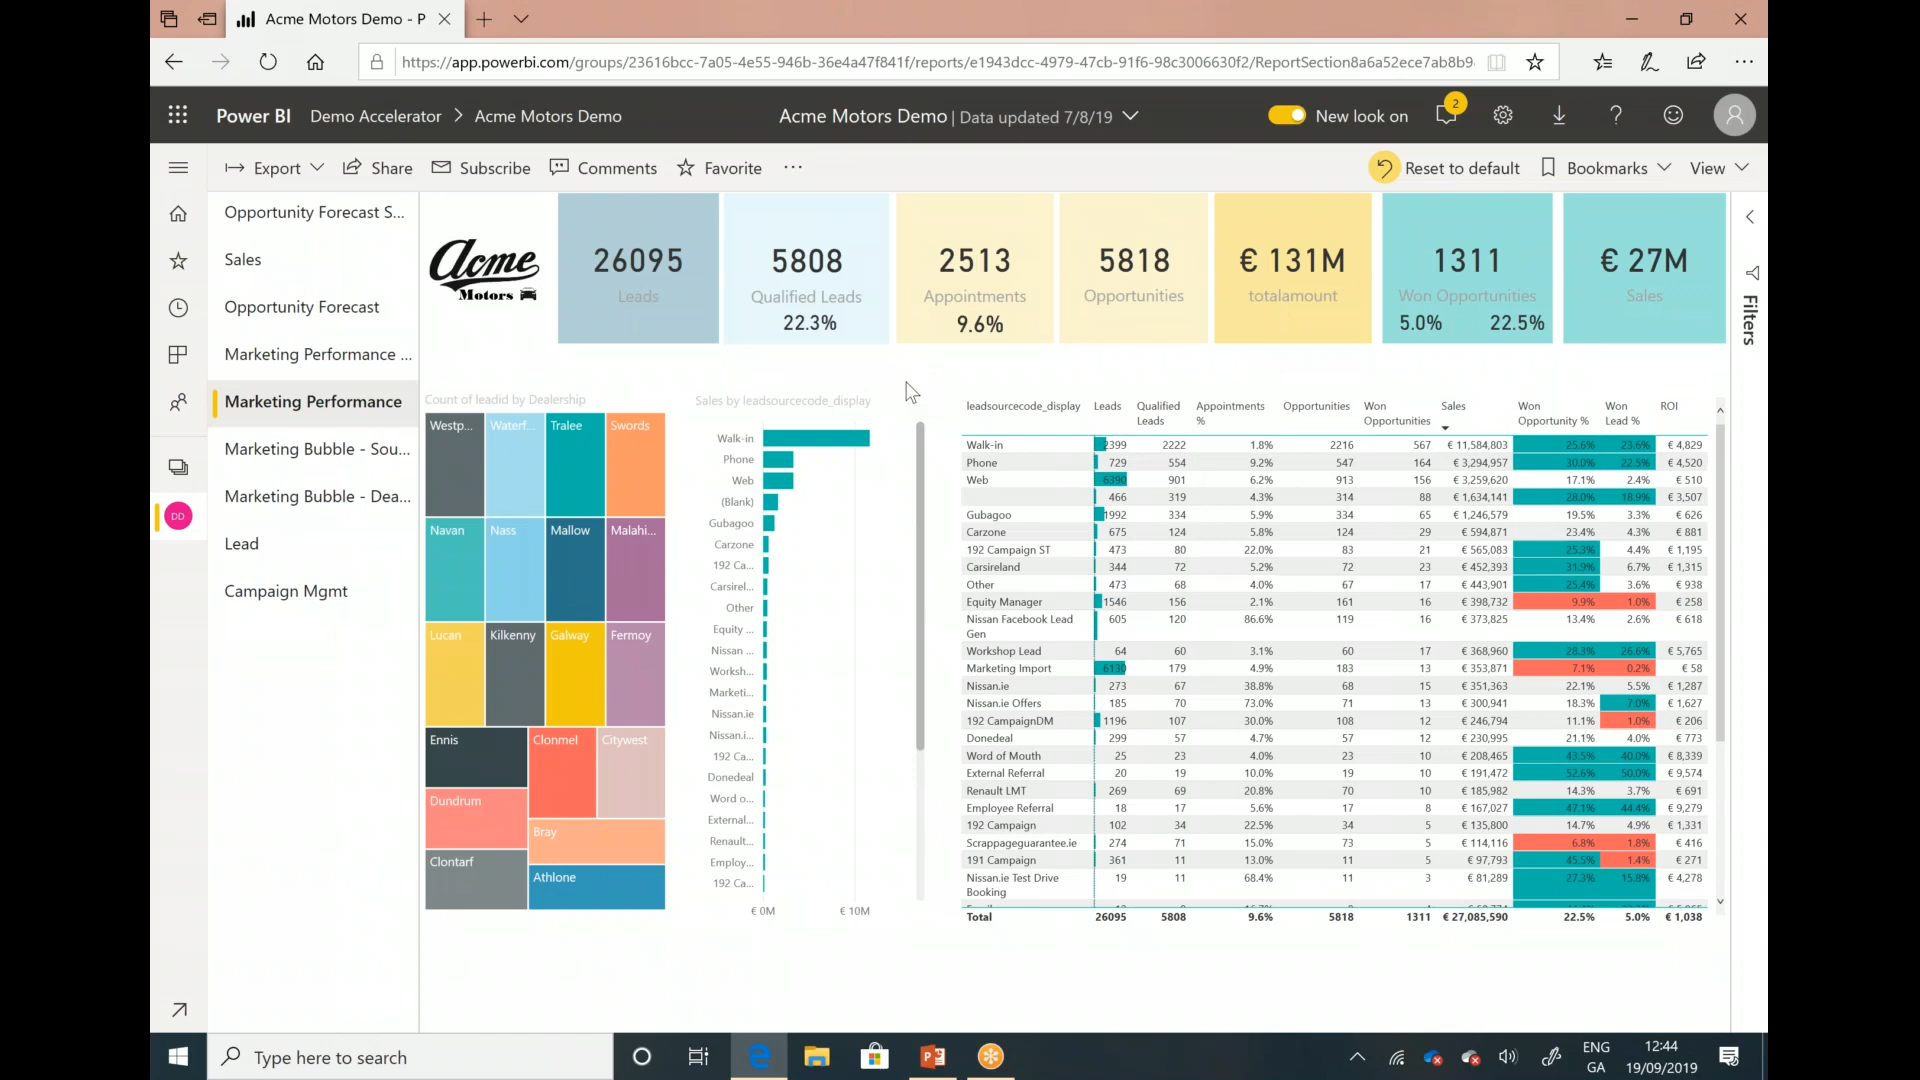 Acme Motors Demo - P
https://app.powerbi.com/groups/23616bcc-7a05-4e55-946b-36e4a47f841f/reports/e1943dcc-4979-47cb-91f6-98c3006630f2/ReportSection8a6a52ece7ab8b9
Power BI Demo Accelerator > Acme Motors Demo
Acme Motors Demo | Data updated 7/8/19
New look on
2
Export Share Subscribe Comments Favorite ...
Reset to default Bookmarks View
Opportunity Forecast S...
Sales
Opportunity Forecast
Marketing Performance ...
Marketing Performance
Marketing Bubble - Sou...
Marketing Bubble - Dea...
Lead
Campaign Mgmt
DD
Acme
Motors
26095
Leads
5808
Qualified Leads
22.3%
2513
Appointments
9.6%
5818
Opportunities
€ 131M
totalamount
1311
Won Opportunities
5.0% 22.5%
€ 27M
Sales
Filters
Count of leadid by Dealership
Westp... Waterf... Tralee Swords
Navan Nass Mallow Malahi...
Lucan Kilkenny Galway Fermoy
Ennis Clonmel Citywest
Dundrum
Bray
Clontarf
Athlone
Sales by leadsourcecode_display
Walk-in
Phone
Web
(Blank)
Gubagoo
Carzone
192 Ca...
Carsirel...
Other
Equity ...
Nissan ...
Worksh...
Marketi...
Nissan.ie
Nissan.i...
192 Ca...
Donedeal
Word o...
External...
Renault...
Employ...
192 Ca...
€ 0M € 10M
leadsourcecode_display Leads Qualified Leads Appointments % Opportunities Won Opportunities Sales Won Opportunity % Won Lead % ROI
Walk-in 2399 2222 1.8% 2216 567 € 11,584,803 25.6% 23.6% € 4,829
Phone 729 554 9.2% 547 164 € 3,294,957 30.0% 22.5% € 4,520
Web 6390 901 6.2% 913 156 € 3,259,620 17.1% 2.4% € 510
466 319 4.3% 314 88 € 1,634,141 28.0% 18.9% € 3,507
Gubagoo 1992 334 5.9% 334 65 € 1,246,579 19.5% 3.3% € 626
Carzone 675 124 5.8% 124 29 € 594,871 23.4% 4.3% € 881
192 Campaign ST 473 80 22.0% 83 21 € 565,083 25.3% 4.4% € 1,195
Carsireland 344 72 5.2% 72 23 € 452,393 31.9% 6.7% € 1,315
Other 473 68 4.0% 67 17 € 443,901 25.4% 3.6% € 938
Equity Manager 1546 156 2.1% 161 16 € 398,732 9.9% 1.0% € 258
Nissan Facebook Lead Gen 605 120 86.6% 119 16 € 373,825 13.4% 2.6% € 618
Workshop Lead 64 60 3.1% 60 17 € 368,960 28.3% 26.6% € 5,765
Marketing Import 6130 179 4.9% 183 13 € 353,871 7.1% 0.2% € 58
Nissan.ie 273 67 38.8% 68 15 € 351,363 22.1% 5.5% € 1,287
Nissan.ie Offers 185 70 73.0% 71 13 € 300,941 18.3% 7.0% € 1,627
192 CampaignDM 1196 107 30.0% 108 12 € 246,794 11.1% 1.0% € 206
Donedeal 299 57 4.7% 57 12 € 230,995 21.1% 4.0% € 773
Word of Mouth 25 23 4.0% 23 10 € 208,465 43.5% 40.0% € 8,339
External Referral 20 19 10.0% 19 10 € 191,472 52.6% 50.0% € 9,574
Renault LMT 269 69 20.8% 70 10 € 185,982 14.3% 3.7% € 691
Employee Referral 18 17 5.6% 17 8 € 167,027 47.1% 44.4% € 9,279
192 Campaign 102 34 22.5% 34 5 € 135,800 14.7% 4.9% € 1,331
Scrappageguarantee.ie 274 71 15.0% 73 5 € 114,116 6.8% 1.8% € 416
191 Campaign 361 11 13.0% 11 5 € 97,793 45.5% 1.4% € 271
Nissan.ie Test Drive Booking 19 11 68.4% 11 3 € 81,289 27.3% 15.8% € 4,278
Total 26095 5808 9.6% 5818 1311 € 27,085,590 22.5% 5.0% € 1,038
Type here to search
ENG
GA
12:44
19/09/2019